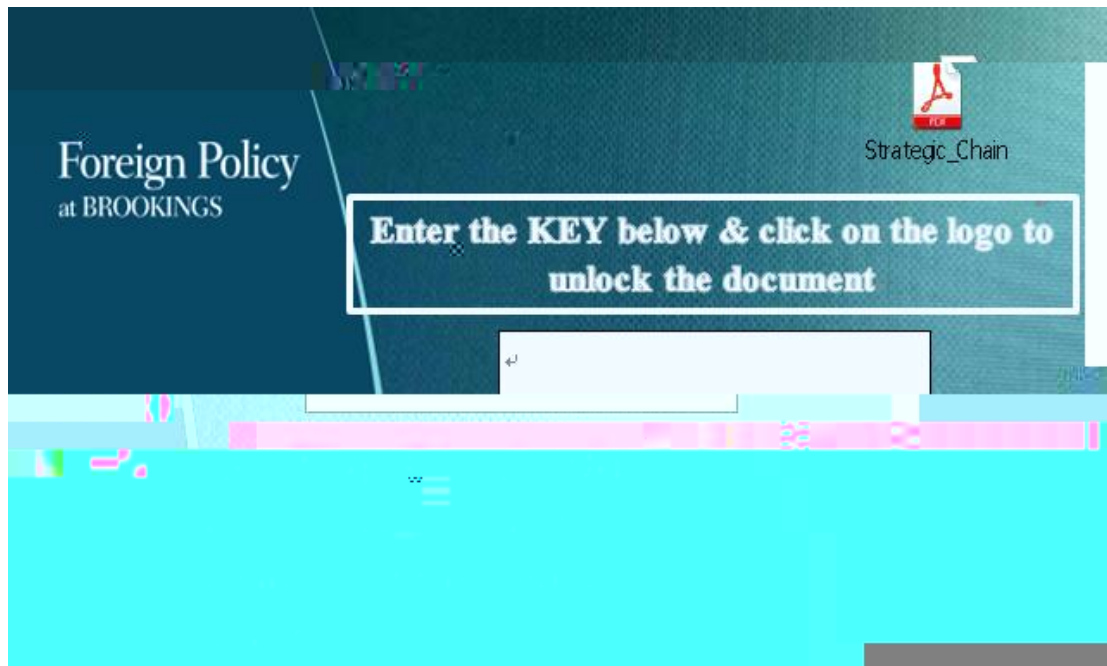 PDF
Strategic_Chain
Foreign Policy
at BROOKINGS
Enter the KEY below & click on the logo to
unlock the document